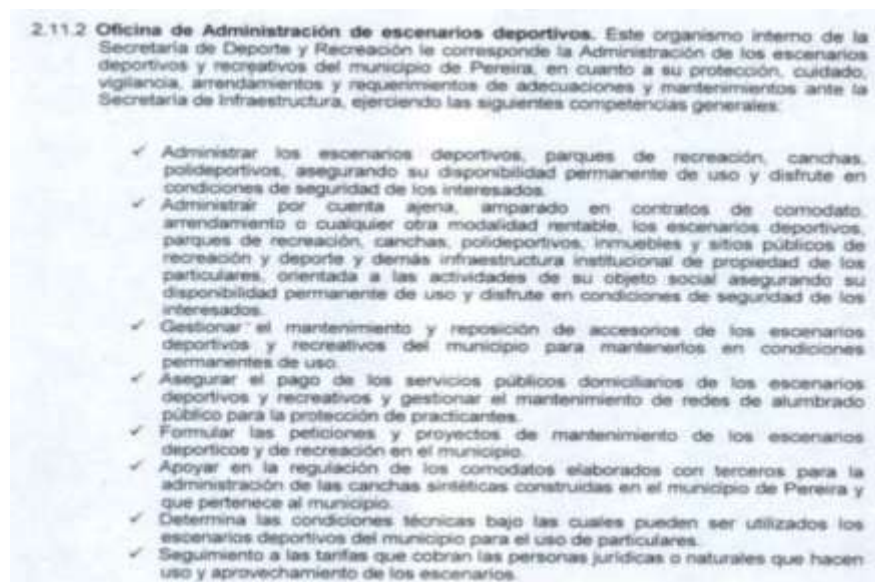 2.11.2 Oficina de Administración de escenarios deportivos. Este organismo interno de la
Secretaría de Deporte y Recreación le corresponde la Administración de los escenarios
deportivos y recreativos del municipio de Pereira, en cuanto a su protección, cuidado,
vigilancia, arrendamientos y requerimientos de adecuaciones y mantenimientos ante la
Secretaría de Infraestructura, ejerciendo las siguientes competencias generales:
✓ Administrar los escenarios deportivos, parques de recreación, canchas,
polideportivos, asegurando su disponibilidad permanente de uso y disfrute en
condiciones de seguridad de los interesados.
✓ Administrar por cuenta ajena, amparado en contratos de comodato,
arrendamiento o cualquier otra modalidad rentable, los escenarios deportivos,
parques de recreación, canchas, polideportivos, inmuebles y sitios públicos de
recreación y deporte y demás infraestructura institucional de propiedad de los
particulares, orientada a las actividades de su objeto social asegurando su
disponibilidad permanente de uso y disfrute en condiciones de seguridad de los
interesados.
✓ Gestionar el mantenimiento y reposición de accesorios de los escenarios
deportivos y recreativos del municipio para mantenerlos en condiciones
permanentes de uso.
✓ Asegurar el pago de los servicios públicos domiciliarios de los escenarios
deportivos y recreativos y gestionar el mantenimiento de redes de alumbrado
público para la protección de practicantes.
✓ Formular las peticiones y proyectos de mantenimiento de los escenarios
deporticos y de recreación en el municipio.
✓ Apoyar en la regulación de los comodatos elaborados con terceros para la
administración de las canchas sintéticas construidas en el municipio de Pereira y
que pertenece al municipio.
✓ Determina las condiciones técnicas bajo las cuales pueden ser utilizados los
escenarios deportivos del municipio para el uso de particulares.
✓ Seguimiento a las tarifas que cobran las personas jurídicas o naturales que hacen
uso y aprovechamiento de los escenarios.